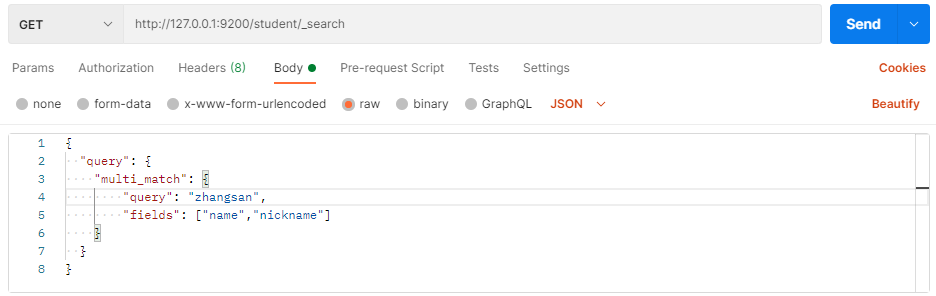 GET http://127.0.0.1:9200/student/_search Send
Params Authorization Headers (8) Body Pre-request Script Tests Settings Cookies
none form-data x-www-form-urlencoded raw binary GraphQL JSON Beautify
1 {
2 "query": {
3 "multi_match": {
4 "query": "zhangsan",
5 "fields": ["name","nickname"]
6 }
7 }
8 }